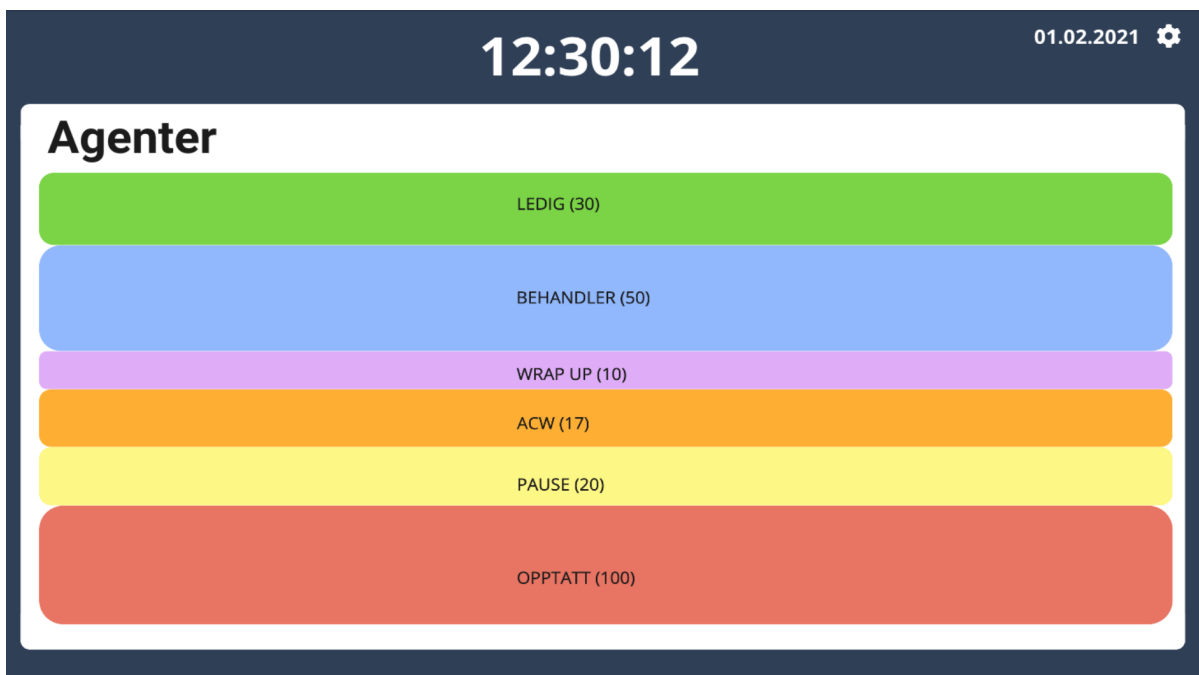 12:30:12
01.02.2021
Agenter
LEDIG (30)
BEHANDLER (50)
WRAP UP (10)
ACW (17)
PAUSE (20)
OPPTATT (100)